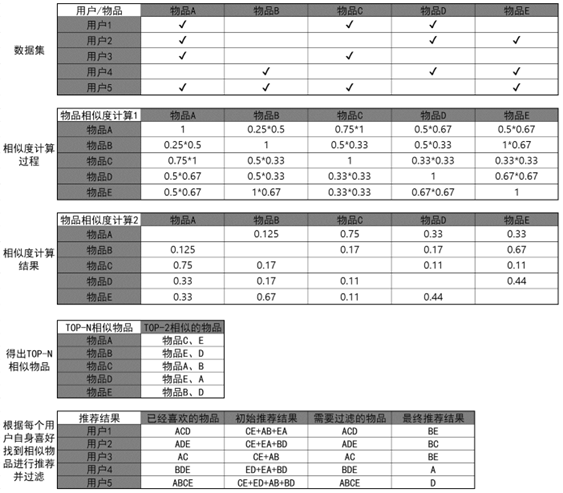 用户/物品 物品A 物品B 物品C 物品D 物品E
用户1 ✓ ✓ ✓
用户2 ✓ ✓ ✓
数据集
用户3 ✓ ✓
用户4 ✓ ✓ ✓
用户5 ✓ ✓ ✓ ✓
物品相似度计算1 物品A 物品B 物品C 物品D 物品E
物品A 1 0.25*0.5 0.75*1 0.5*0.67 0.5*0.67
物品B 0.25*0.5 1 0.5*0.33 0.5*0.33 1*0.67
相似度计算
过程
物品C 0.75*1 0.5*0.33 1 0.33*0.33 0.33*0.33
物品D 0.5*0.67 0.5*0.33 0.33*0.33 1 0.67*0.67
物品E 0.5*0.67 1*0.67 0.33*0.33 0.67*0.67 1
物品相似度计算2 物品A 物品B 物品C 物品D 物品E
物品A 0.125 0.75 0.33 0.33
物品B 0.125 0.17 0.17 0.67
相似度计算
结果
物品C 0.75 0.17 0.11 0.11
物品D 0.33 0.17 0.11 0.44
物品E 0.33 0.67 0.11 0.44
TOP-N相似物品 TOP-2相似的物品
物品A 物品C、E
物品B 物品E、D
得出TOP-N
相似物品
物品C 物品A、B
物品D 物品E、A
物品E 物品B、D
推荐结果 已经喜欢的物品 初始推荐结果 需要过滤的物品 最终推荐结果
根据每个用
户自身喜好
找到相似物
品进行推荐
并过滤
用户1 ACD CE+AB+EA ACD BE
用户2 ADE CE+EA+BD ADE BC
用户3 AC CE+AB AC BE
用户4 BDE ED+EA+BD BDE A
用户5 ABCE CE+ED+AB+BD ABCE D